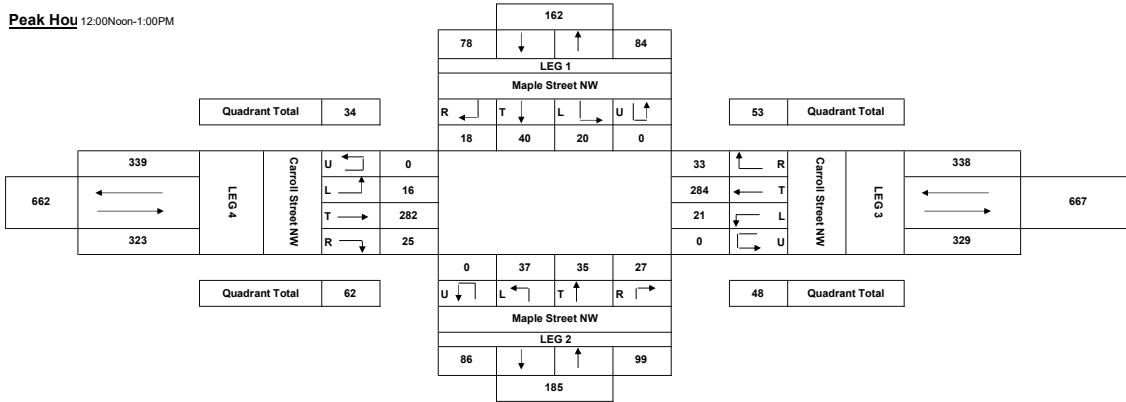 Peak Hou 12:00Noon-1:00PM
162
78 84
LEG 1
Maple Street NW
Quadrant Total 34
R T L U
53 Quadrant Total
18 40 20 0
339
U 0
33 R
338
662
LEG 4
Carroll Street NW
L 16
284 T
Carroll Street NW
LEG 3
667
T 282
21 L
323
R 25
0 U
329
0 37 35 27
Quadrant Total 62
U L T R
48 Quadrant Total
Maple Street NW
LEG 2
86 99
185